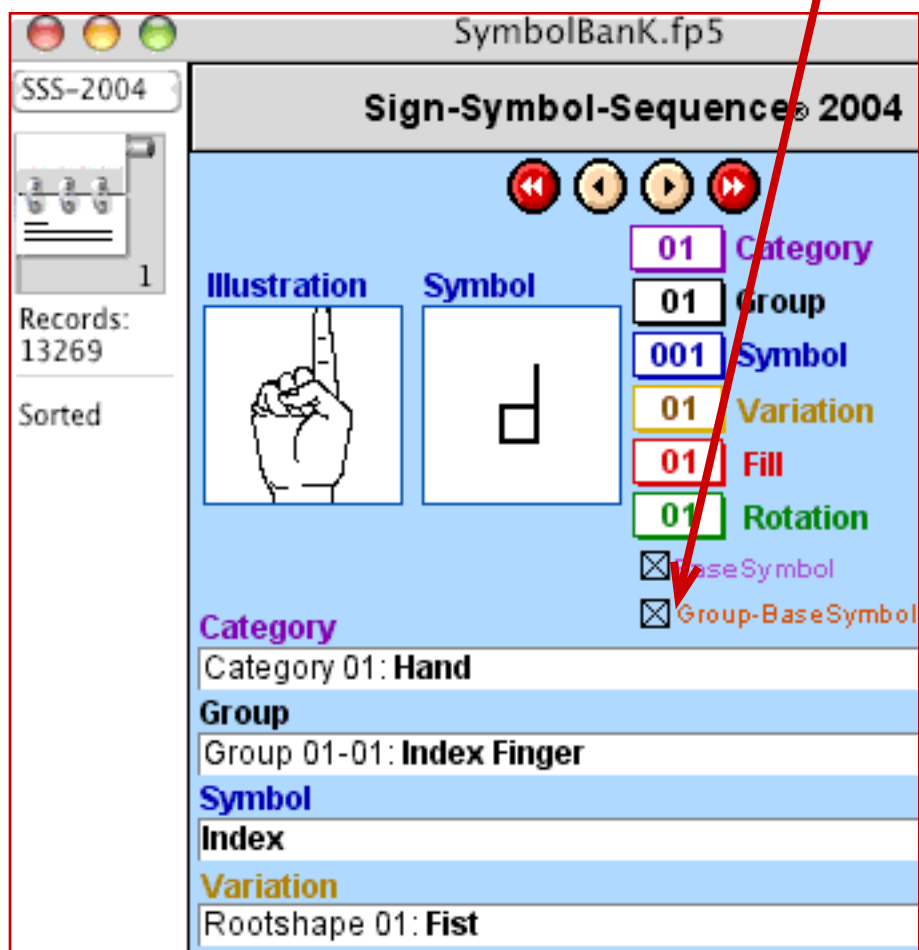 SymbolBanK.fp5
SSS-2004
Sign-Symbol-Sequence® 2004
1
Records:
13269
Sorted
Illustration
Symbol
01 Category
01 Group
001 Symbol
01 Variation
01 Fill
01 Rotation
BaseSymbol
Group-BaseSymbol
Category
Category 01: Hand
Group
Group 01-01: Index Finger
Symbol
Index
Variation
Rootshape 01: Fist